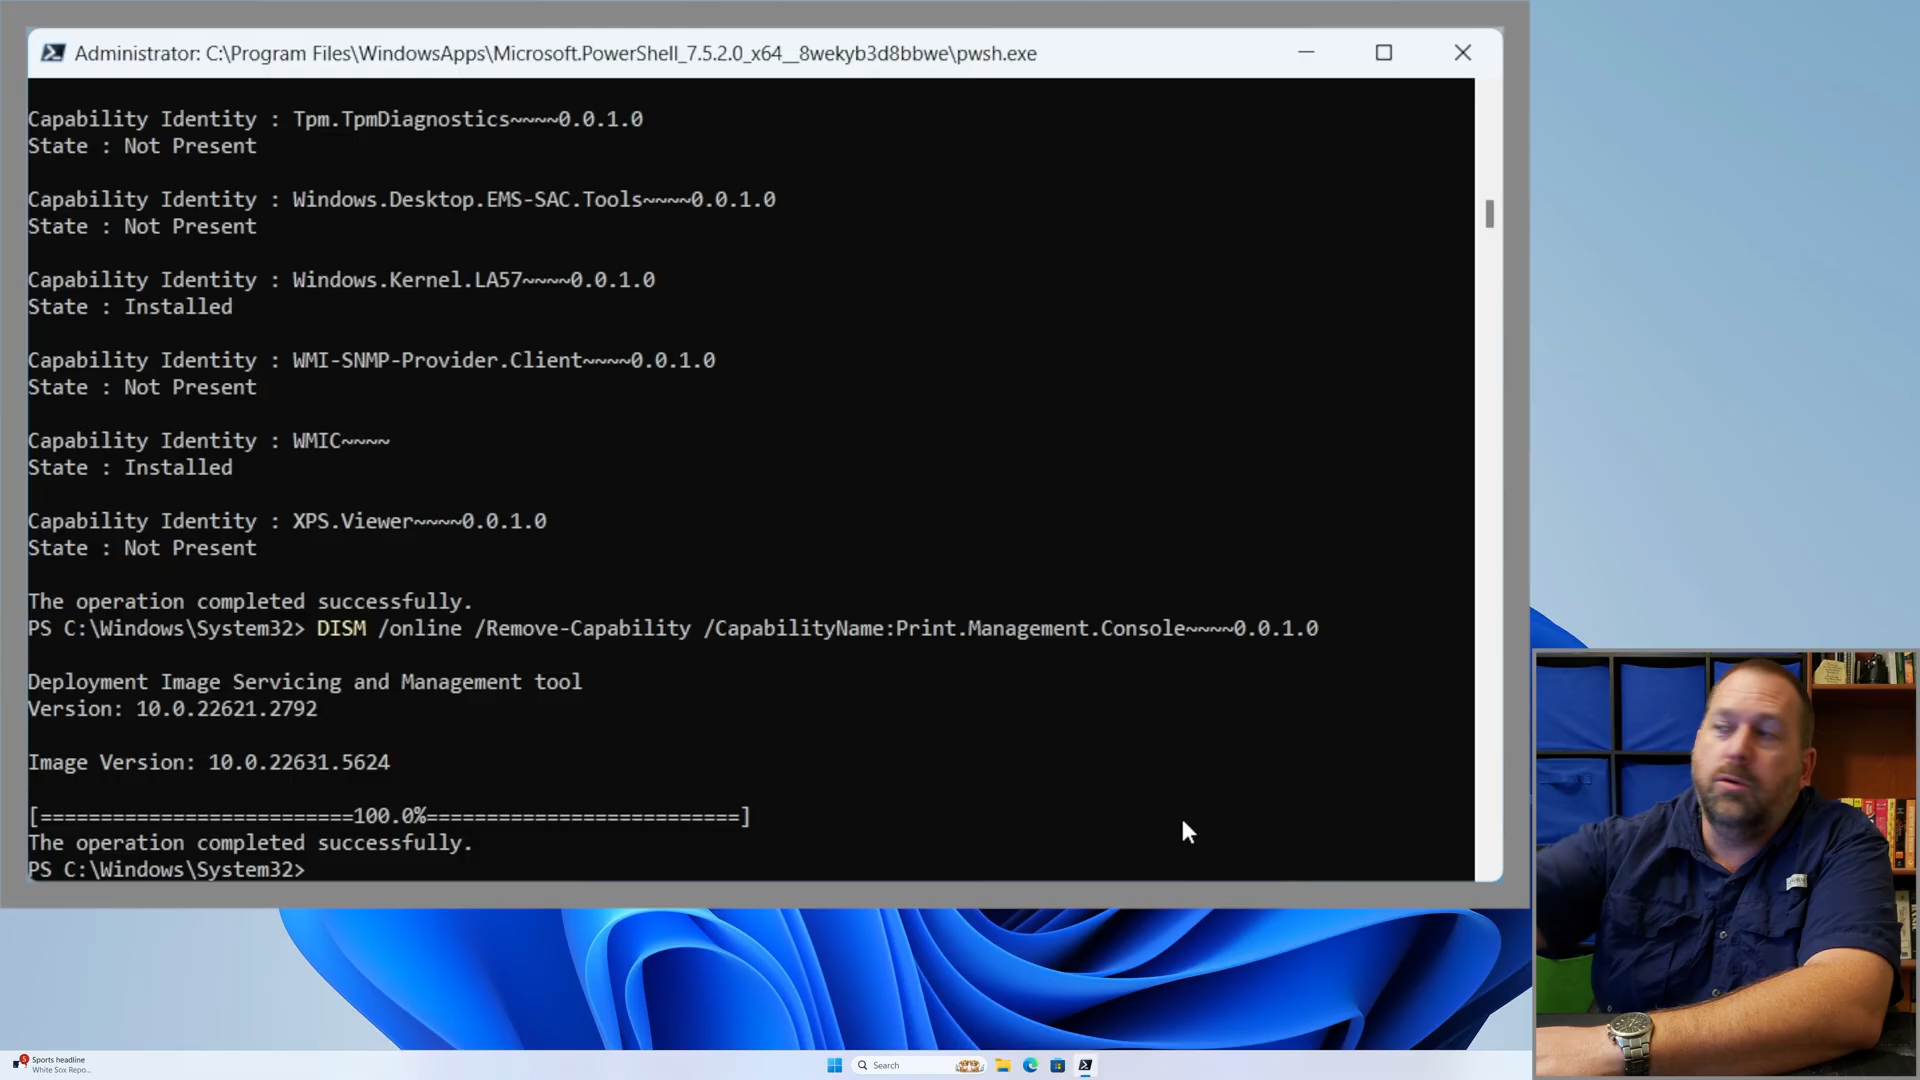 Administrator: C:\Program Files\WindowsApps\Microsoft.PowerShell_7.5.2.0_x64__8wekyb3d8bbwe\pwsh.exe
Capability Identity : Tpm.TpmDiagnostics~~~~0.0.1.0
State : Not Present
Capability Identity : Windows.Desktop.EMS-SAC.Tools~~~~0.0.1.0
State : Not Present
Capability Identity : Windows.Kernel.LA57~~~~0.0.1.0
State : Installed
Capability Identity : WMI-SNMP-Provider.Client~~~~0.0.1.0
State : Not Present
Capability Identity : WMIC~~~~
State : Installed
Capability Identity : XPS.Viewer~~~~0.0.1.0
State : Not Present
The operation completed successfully.
PS C:\Windows\System32> DISM /online /Remove-Capability /CapabilityName:Print.Management.Console~~~~0.0.1.0
Deployment Image Servicing and Management tool
Version: 10.0.22621.2792
Image Version: 10.0.22631.5624
[==========================100.0%==========================]
The operation completed successfully.
PS C:\Windows\System32>
5
Sports headline
White Sox Repo...
Search